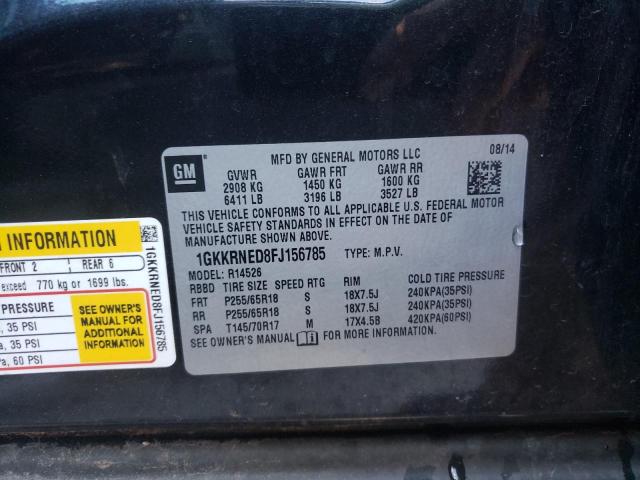 GM
MFD BY GENERAL MOTORS LLC
08/14
GVWR GAWR FRT GAWR RR
2908 KG 1450 KG 1600 KG
6411 LB 3196 LB 3527 LB
THIS VEHICLE CONFORMS TO ALL APPLICABLE U.S. FEDERAL MOTOR
VEHICLE SAFETY STANDARDS IN EFFECT ON THE DATE OF
MANUFACTURE SHOWN ABOVE.
1GKKRNED8FJ156785 TYPE: M.P.V.
MODEL: R14526
RBBD TIRE SIZE SPEED RTG RIM COLD TIRE PRESSURE
FRT P255/65R18 S 18X7.5J 240KPA(35PSI)
RR P255/65R18 S 18X7.5J 240KPA(35PSI)
SPA T145/70R17 M 17X4.5B 420KPA(60PSI)
SEE OWNER'S MANUAL FOR MORE INFORMATION.
INFORMATION
FRONT 2 REAR 6
exceed 770 kg or 1699 lbs.
PRESSURE
35 PSI
35 PSI
60 PSI
SEE OWNER'S
MANUAL FOR
ADDITIONAL
INFORMATION
1GKKRNED8FJ156785